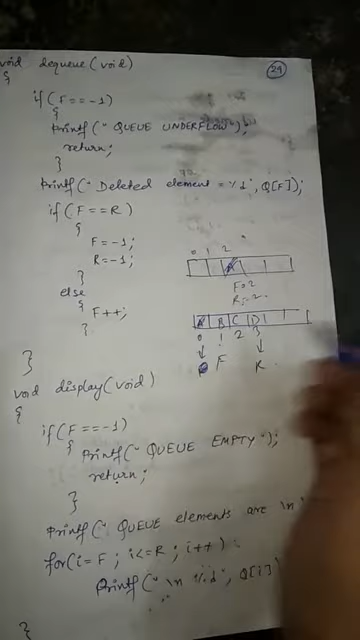 void dequeue(void)
29
{
if(F==-1)
{
printf(" QUEUE UNDERFLOW");
return;
}
printf(" Deleted element = %d", Q[F]);
if(F==R)
{
F=-1;
R=-1;
}
else
{ F++;
}
}
0 1 2
A
F=2
R=2
A B C D
0 1 2 3
F R
void display(void)
{
if(F==-1)
{ printf(" QUEUE EMPTY");
return;
}
printf(" QUEUE elements are \n
for(i=F ; i<=R ; i++)
printf(" \n %d", Q[i]
}